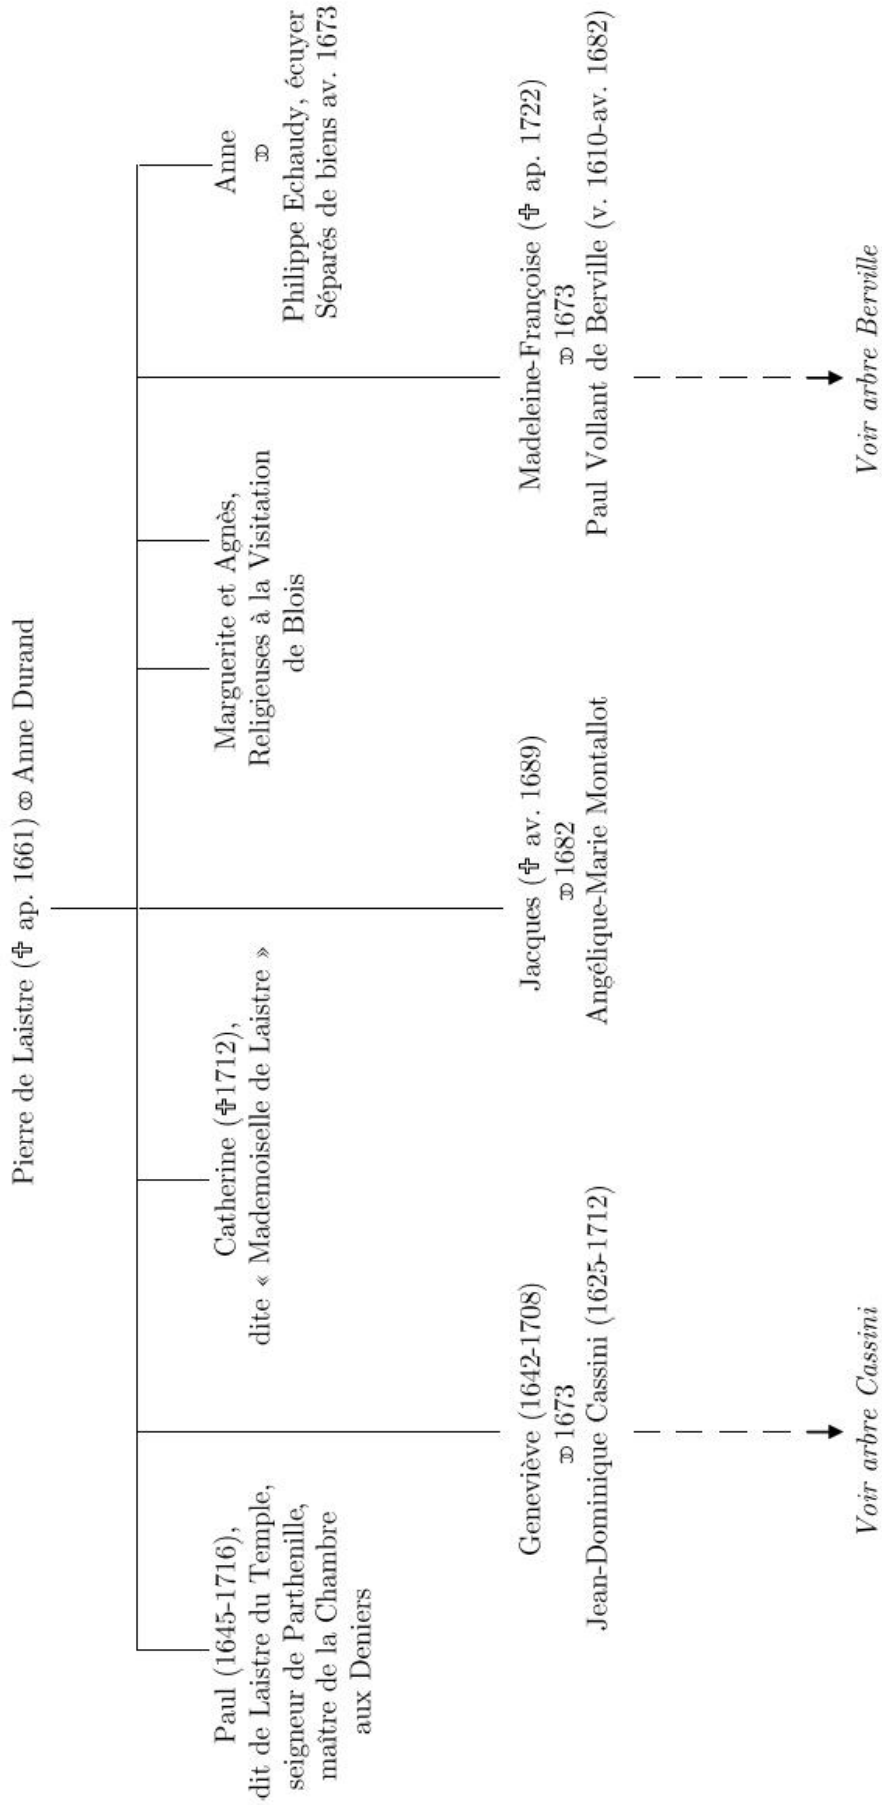 Pierre de Laistre (✞ ap. 1661) ⚭ Anne Durand
Paul (1645-1716),
dit de Laistre du Temple,
seigneur de Parthenille,
maître de la Chambre
aux Deniers
Catherine (✞1712),
dite « Mademoiselle de Laistre »
Marguerite et Agnès,
Religieuses à la Visitation
de Blois
Anne
⚭
Philippe Echaudy, écuyer
Séparés de biens av. 1673
Geneviève (1642-1708)
⚭ 1673
Jean-Dominique Cassini (1625-1712)
Jacques (✞ av. 1689)
⚭ 1682
Angélique-Marie Montallot
Madeleine-Françoise (✞ ap. 1722)
⚭ 1673
Paul Vollant de Berville (v. 1610-av. 1682)
Voir arbre Cassini
Voir arbre Berville